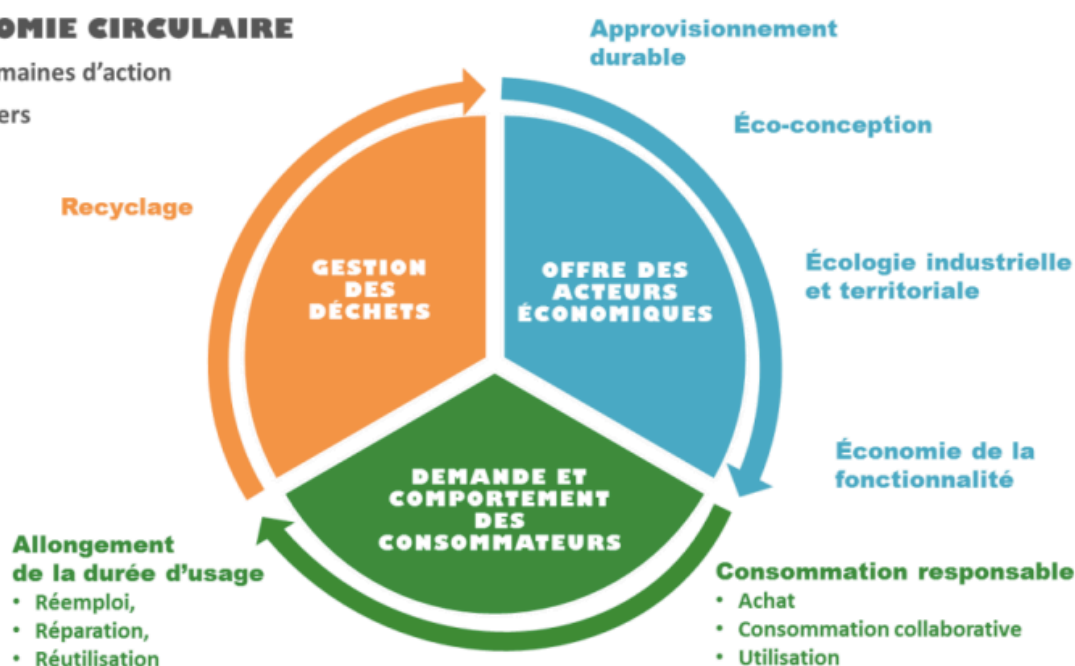 OMIE CIRCULAIRE
maines d'action
ers
Approvisionnement
durable
Éco-conception
Recyclage
Écologie industrielle
et territoriale
GESTION
DES
DÉCHETS
OFFRE DES
ACTEURS
ÉCONOMIQUES
Économie de la
fonctionnalité
DEMANDE ET
COMPORTEMENT
DES
CONSOMMATEURS
Allongement
de la durée d'usage
• Réemploi,
• Réparation,
• Réutilisation
Consommation responsable
• Achat
• Consommation collaborative
• Utilisation